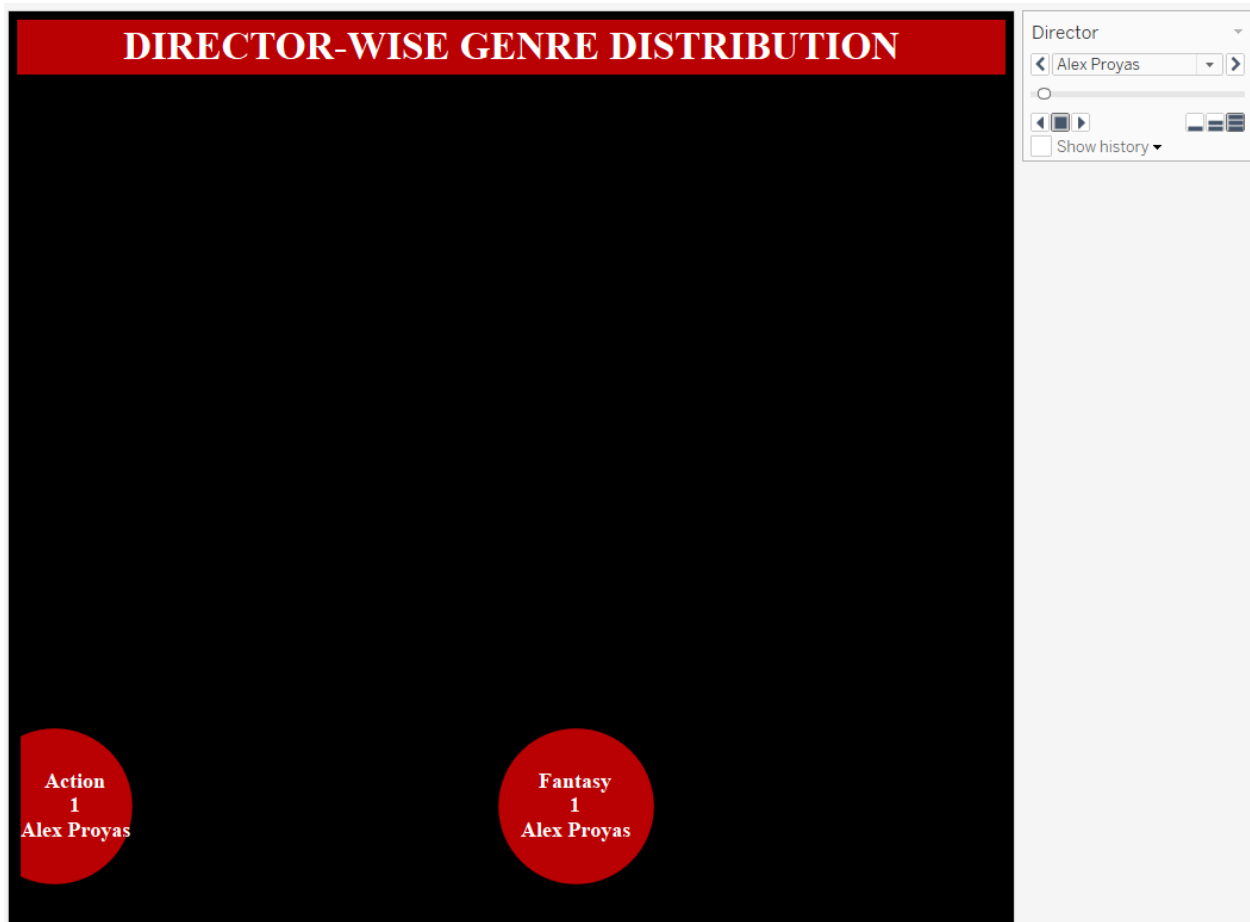 DIRECTOR-WISE GENRE DISTRIBUTION
Director
Alex Proyas
Show history
Action
1
Alex Proyas
Fantasy
1
Alex Proyas